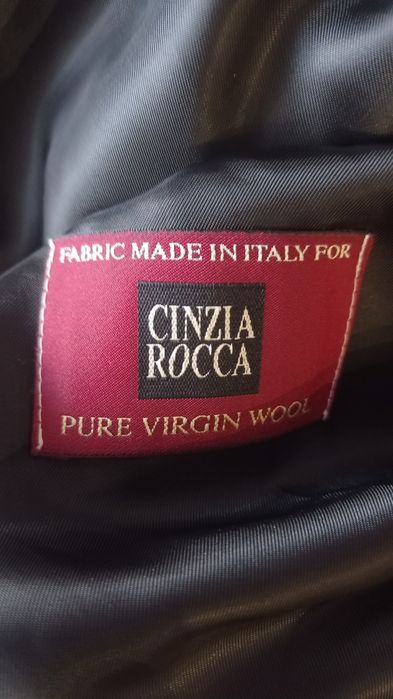 FABRIC MADE IN ITALY FOR
CINZIA
ROCCA
PURE VIRGIN WOOL